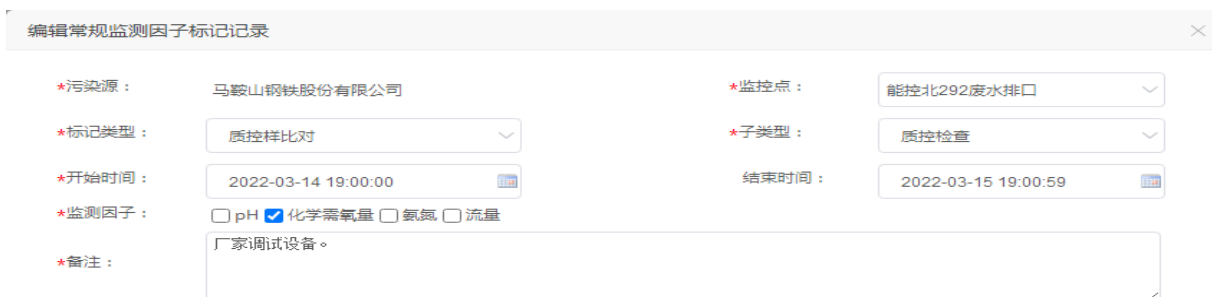 编辑常规监测因子标记记录
*污染源： 马鞍山钢铁股份有限公司 *监控点： 能控北292废水排口
*标记类型： 质控样比对 *子类型： 质控检查
*开始时间： 2022-03-14 19:00:00 结束时间： 2022-03-15 19:00:59
*监测因子： pH 化学需氧量 氨氮 流量
*备注： 厂家调试设备。